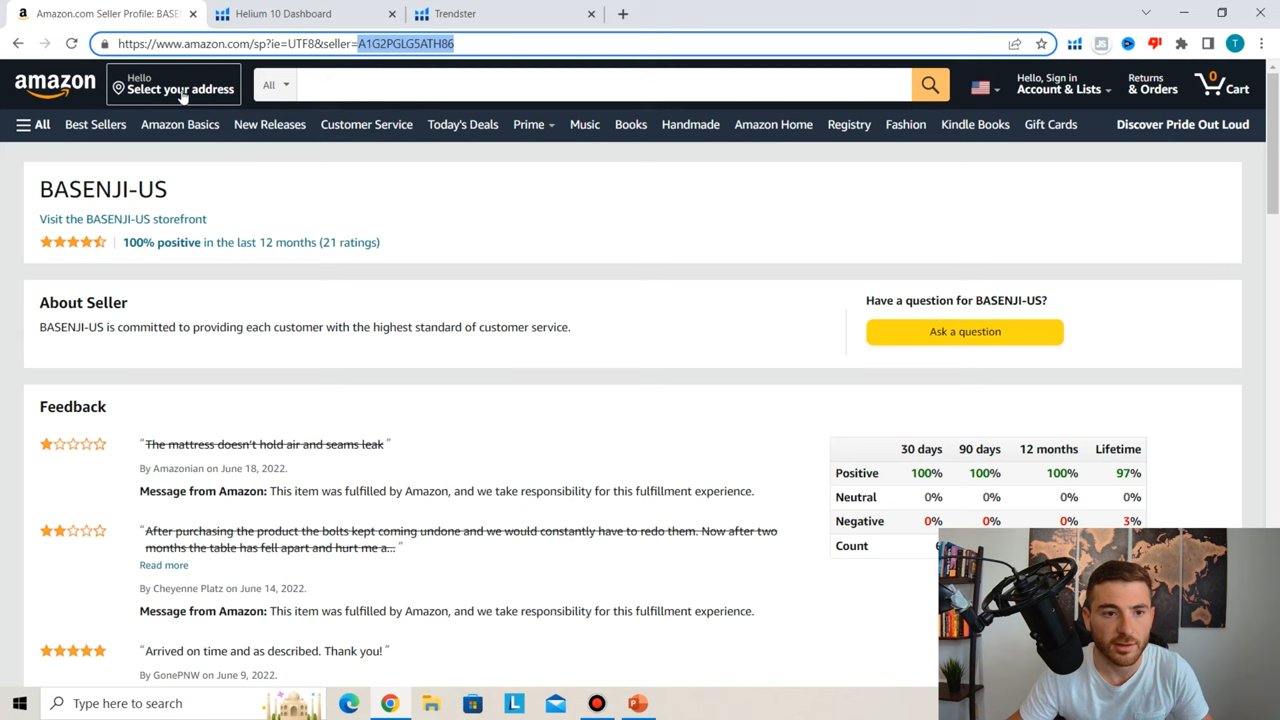 Amazon.com Seller Profile: BASEN
Helium 10 Dashboard
Trendster
https://www.amazon.com/sp?ie=UTF8&seller=A1G2PGLG5ATH86
T
amazon
Hello
Select your address
All
Hello, Sign in
Account & Lists
Returns
& Orders
0
Cart
All
Best Sellers
Amazon Basics
New Releases
Customer Service
Today's Deals
Prime
Music
Books
Handmade
Amazon Home
Registry
Fashion
Kindle Books
Gift Cards
Discover Pride Out Loud
BASENJI-US
Visit the BASENJI-US storefront
100% positive in the last 12 months (21 ratings)
About Seller
BASENJI-US is committed to providing each customer with the highest standard of customer service.
Have a question for BASENJI-US?
Ask a question
Feedback
"The mattress doesn't hold air and seams leak"
By Amazonian on June 18, 2022.
Message from Amazon: This item was fulfilled by Amazon, and we take responsibility for this fulfillment experience.
"After purchasing the product the bolts kept coming undone and we would constantly have to redo them. Now after two
months the table has fell apart and hurt me a..."
Read more
By Cheyenne Platz on June 14, 2022.
Message from Amazon: This item was fulfilled by Amazon, and we take responsibility for this fulfillment experience.
"Arrived on time and as described. Thank you!"
By GonePNW on June 9, 2022.
30 days 90 days 12 months Lifetime
Positive 100% 100% 100% 97%
Neutral 0% 0% 0% 0%
Negative 0% 0% 0% 3%
Count
Type here to search
L